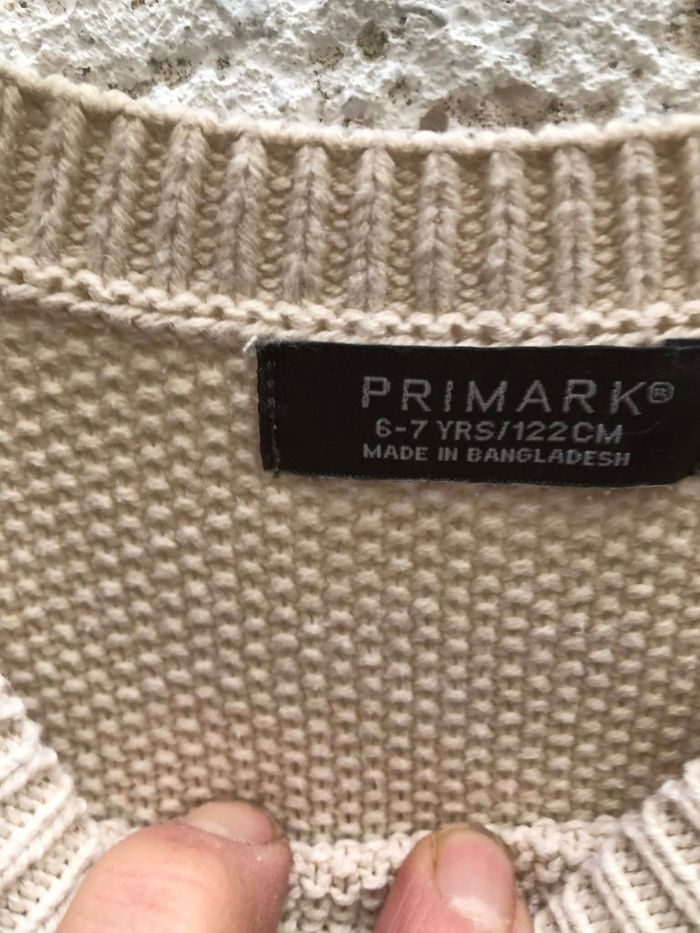 PRIMARK®
6-7 YRS/122CM
MADE IN BANGLADESH